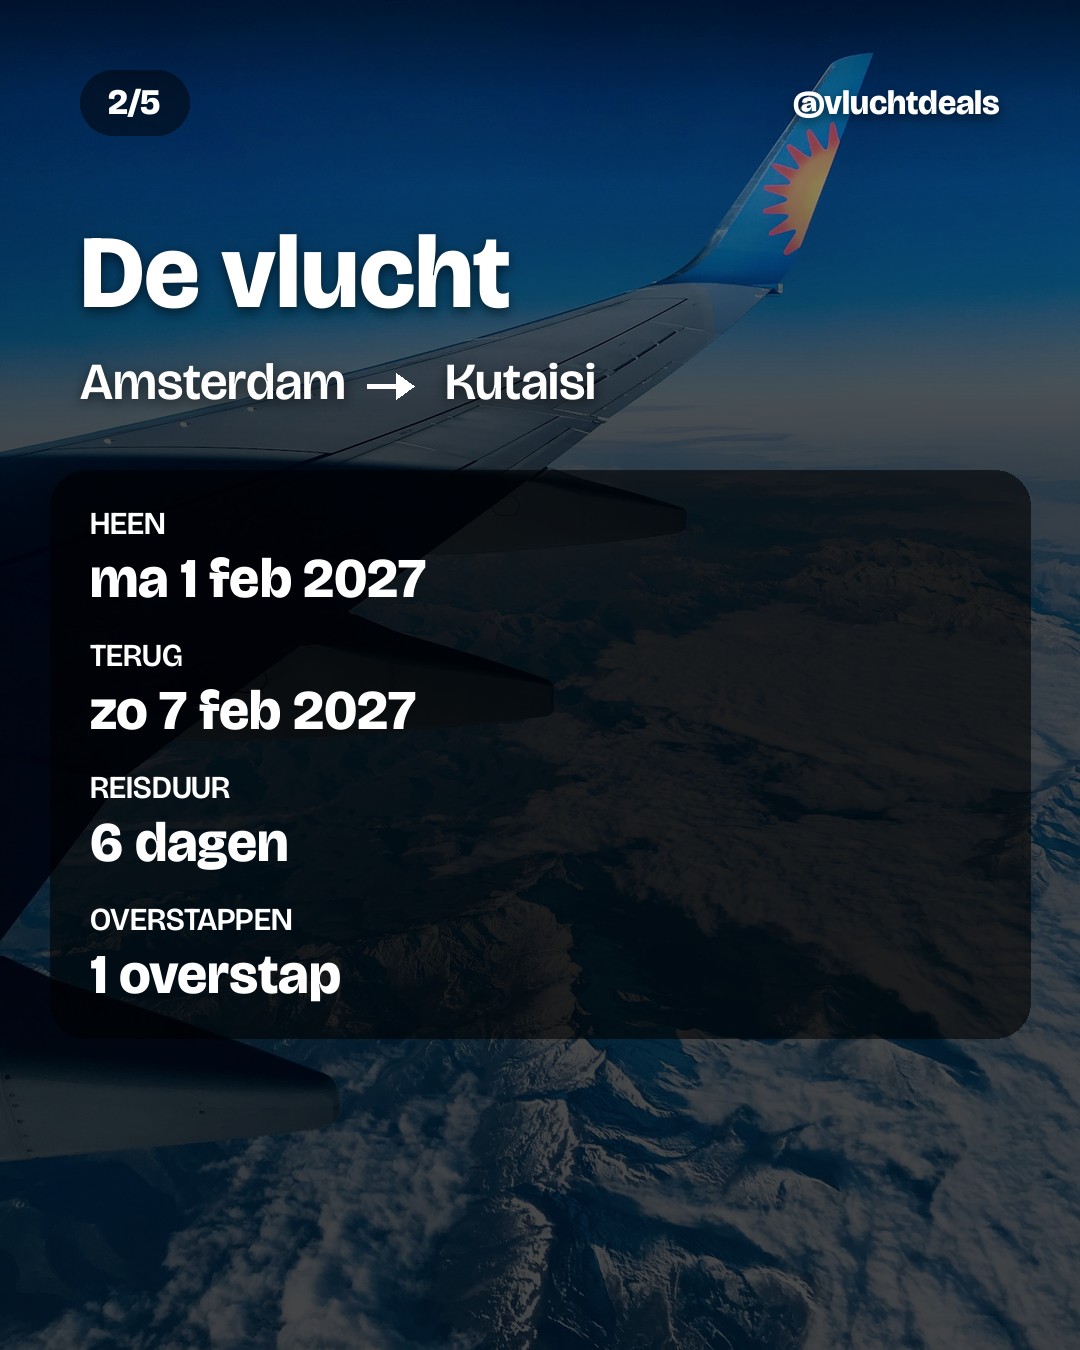 2/5
@vluchtdeals
De vlucht
Amsterdam → Kutaisi
HEEN
ma 1 feb 2027
TERUG
zo 7 feb 2027
REISDUUR
6 dagen
OVERSTAPPEN
1 overstap